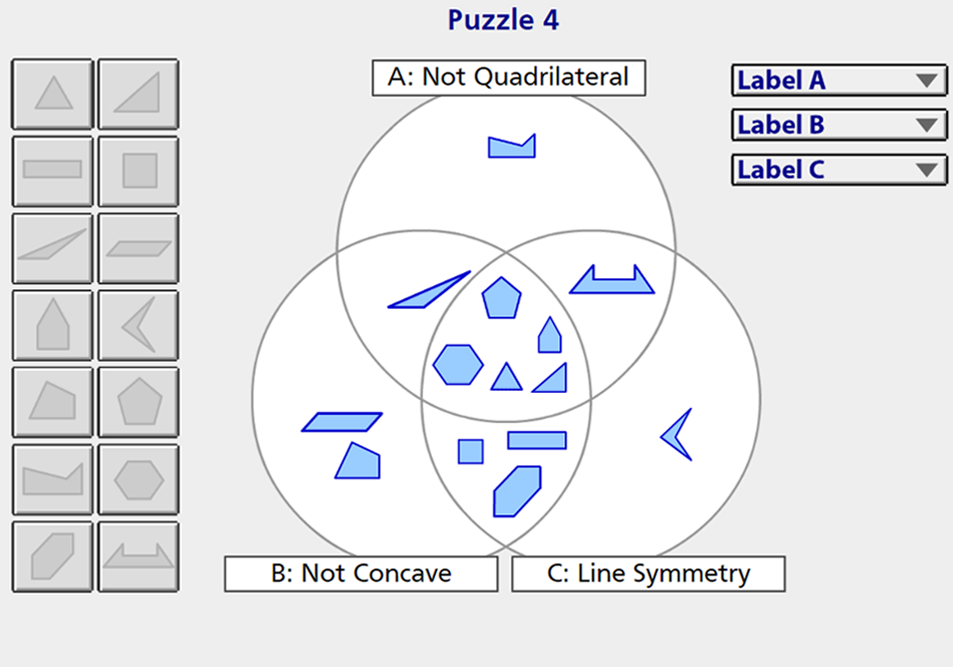 Puzzle 4
A: Not Quadrilateral
Label A
Label B
Label C
B: Not Concave
C: Line Symmetry